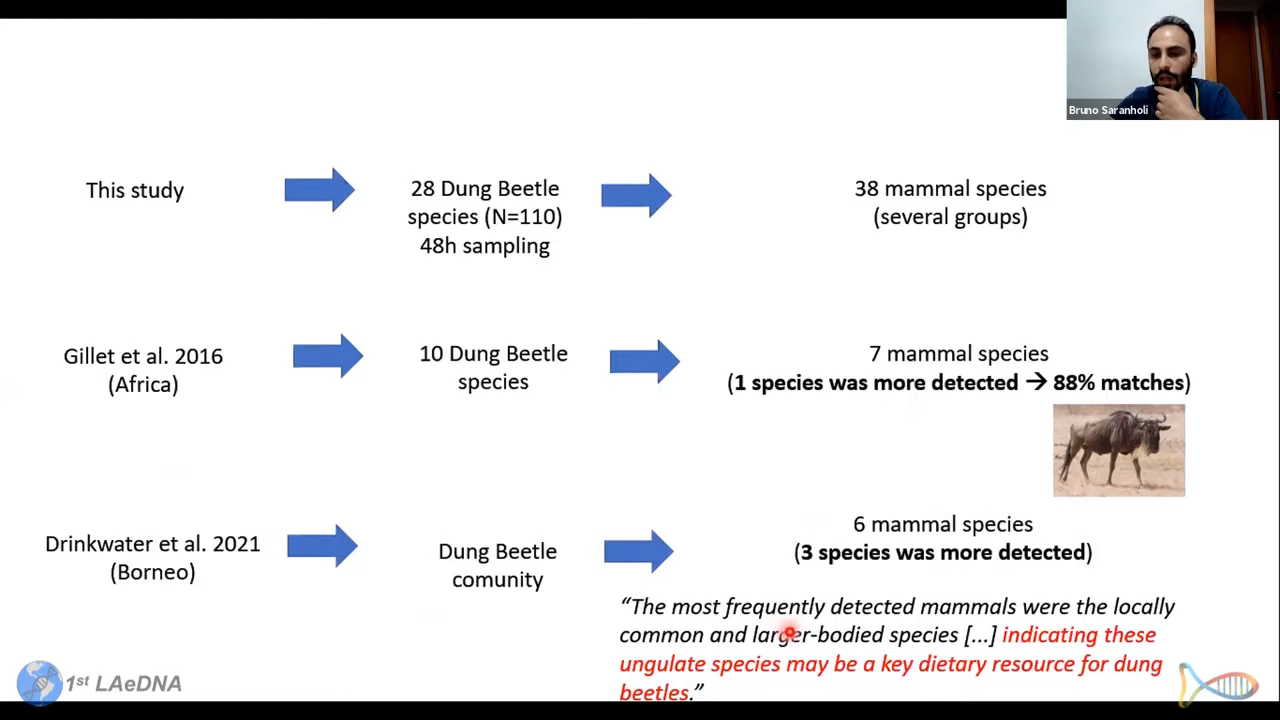 Bruno Saranholi
This study
28 Dung Beetle
species (N=110)
48h sampling
38 mammal species
(several groups)
Gillet et al. 2016
(Africa)
10 Dung Beetle
species
7 mammal species
(1 species was more detected → 88% matches)
Drinkwater et al. 2021
(Borneo)
Dung Beetle
comunity
6 mammal species
(3 species was more detected)
“The most frequently detected mammals were the locally
common and larger-bodied species [...] indicating these
ungulate species may be a key dietary resource for dung
beetles.”
1st LAeDNA